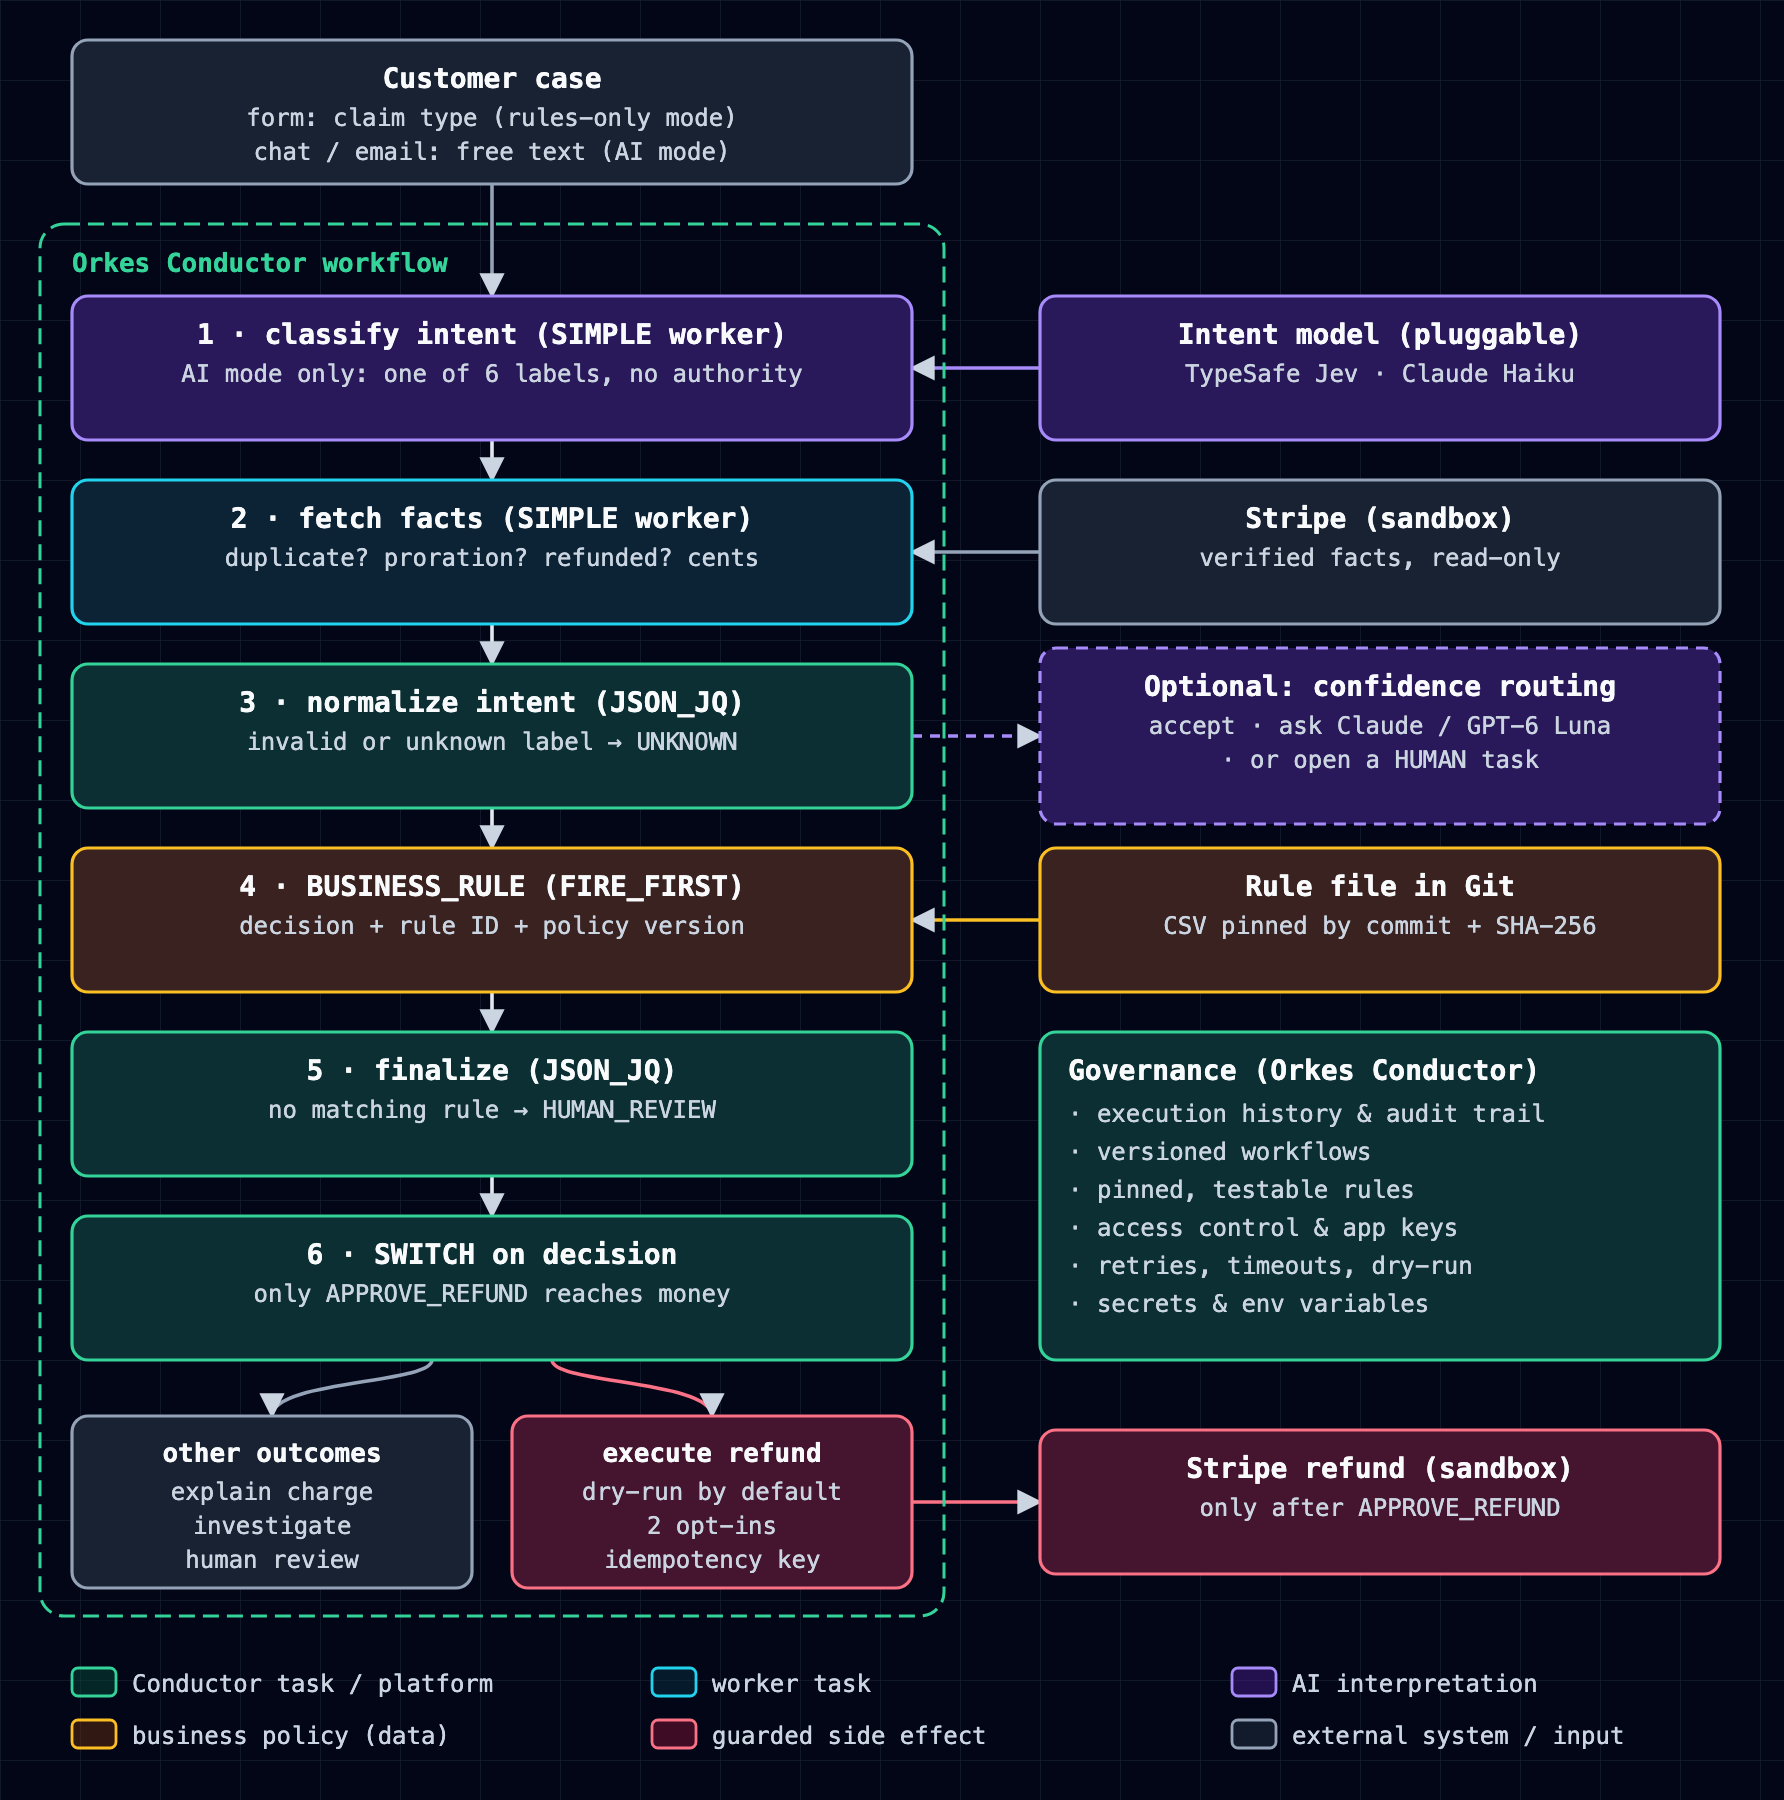 Customer case
form: claim type (rules-only mode)
chat / email: free text (AI mode)
Orkes Conductor workflow
1 · classify intent (SIMPLE worker)
AI mode only: one of 6 labels, no authority
Intent model (pluggable)
TypeSafe Jev · Claude Haiku
2 · fetch facts (SIMPLE worker)
duplicate? proration? refunded? cents
Stripe (sandbox)
verified facts, read-only
3 · normalize intent (JSON_JQ)
invalid or unknown label → UNKNOWN
Optional: confidence routing
accept · ask Claude / GPT-6 Luna
· or open a HUMAN task
4 · BUSINESS_RULE (FIRE_FIRST)
decision + rule ID + policy version
Rule file in Git
CSV pinned by commit + SHA-256
5 · finalize (JSON_JQ)
no matching rule → HUMAN_REVIEW
Governance (Orkes Conductor)
· execution history & audit trail
· versioned workflows
· pinned, testable rules
· access control & app keys
· retries, timeouts, dry-run
· secrets & env variables
6 · SWITCH on decision
only APPROVE_REFUND reaches money
other outcomes
explain charge
investigate
human review
execute refund
dry-run by default
2 opt-ins
idempotency key
Stripe refund (sandbox)
only after APPROVE_REFUND
Conductor task / platform
worker task
AI interpretation
business policy (data)
guarded side effect
external system / input